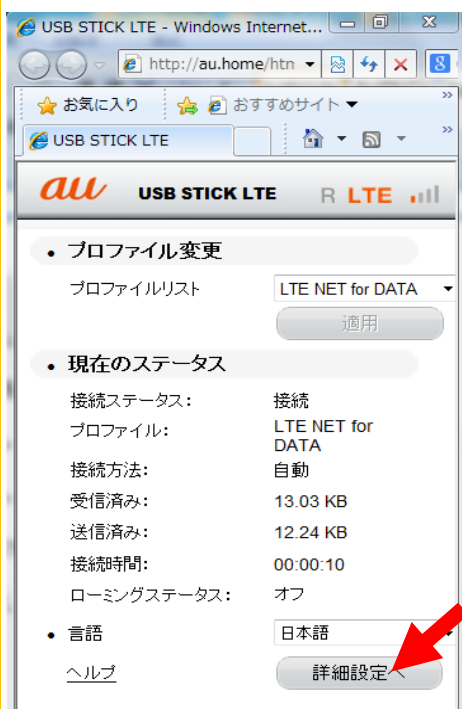 USB STICK LTE - Windows Internet...
http://au.home/htn
8
お気に入り おすすめサイト
USB STICK LTE
au USB STICK LTE R LTE
• プロファイル変更
プロファイルリスト LTE NET for DATA
適用
• 現在のステータス
接続ステータス: 接続
プロファイル: LTE NET for
DATA
接続方法: 自動
受信済み: 13.03 KB
送信済み: 12.24 KB
接続時間: 00:00:10
ローミングステータス: オフ
• 言語 日本語
ヘルプ 詳細設定へ